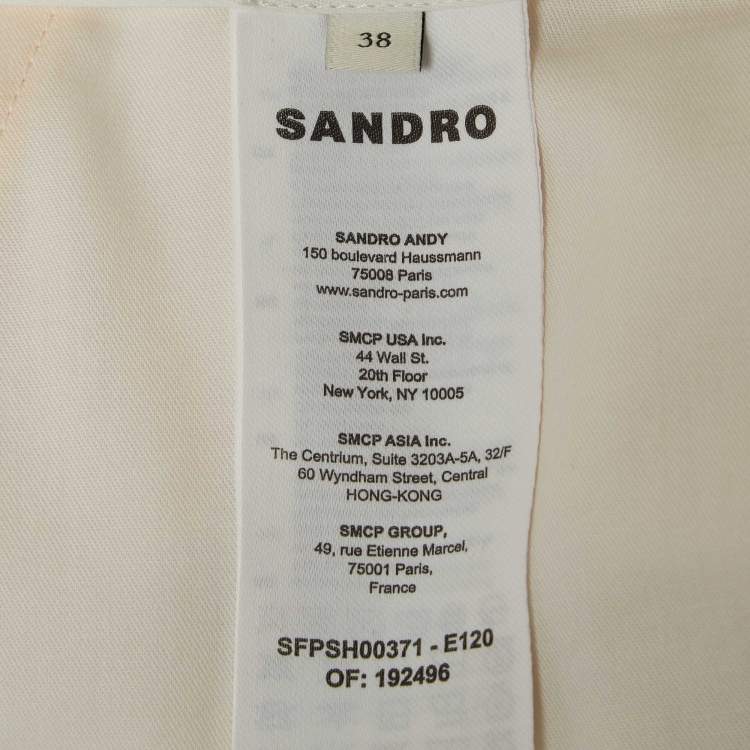 38
SANDRO
SANDRO ANDY
150 boulevard Haussmann
75008 Paris
www.sandro-paris.com
SMCP USA Inc.
44 Wall St.
20th Floor
New York, NY 10005
SMCP ASIA Inc.
The Centrium, Suite 3203A-5A, 32/F
60 Wyndham Street, Central
HONG-KONG
SMCP GROUP,
49, rue Etienne Marcel,
75001 Paris,
France
SFPSH00371 - E120
OF: 192496